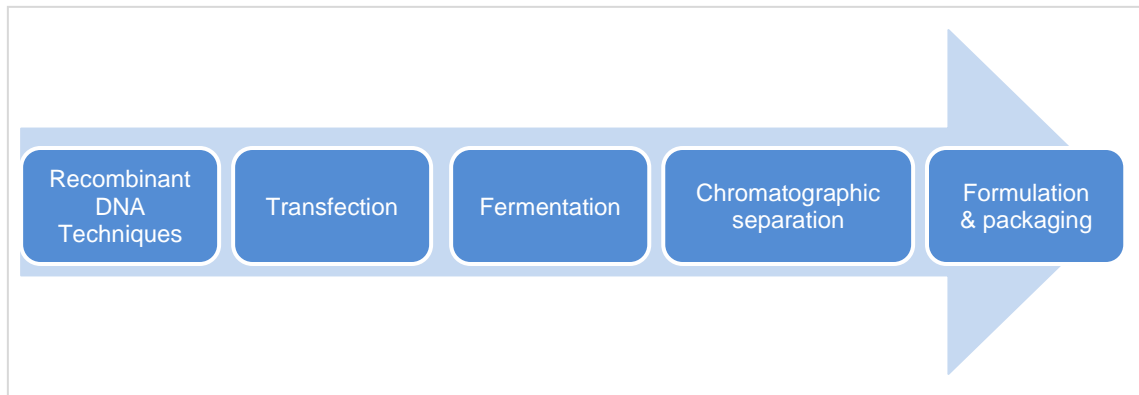 Recombinant
DNA
Techniques
Transfection
Fermentation
Chromatographic
separation
Formulation
& packaging